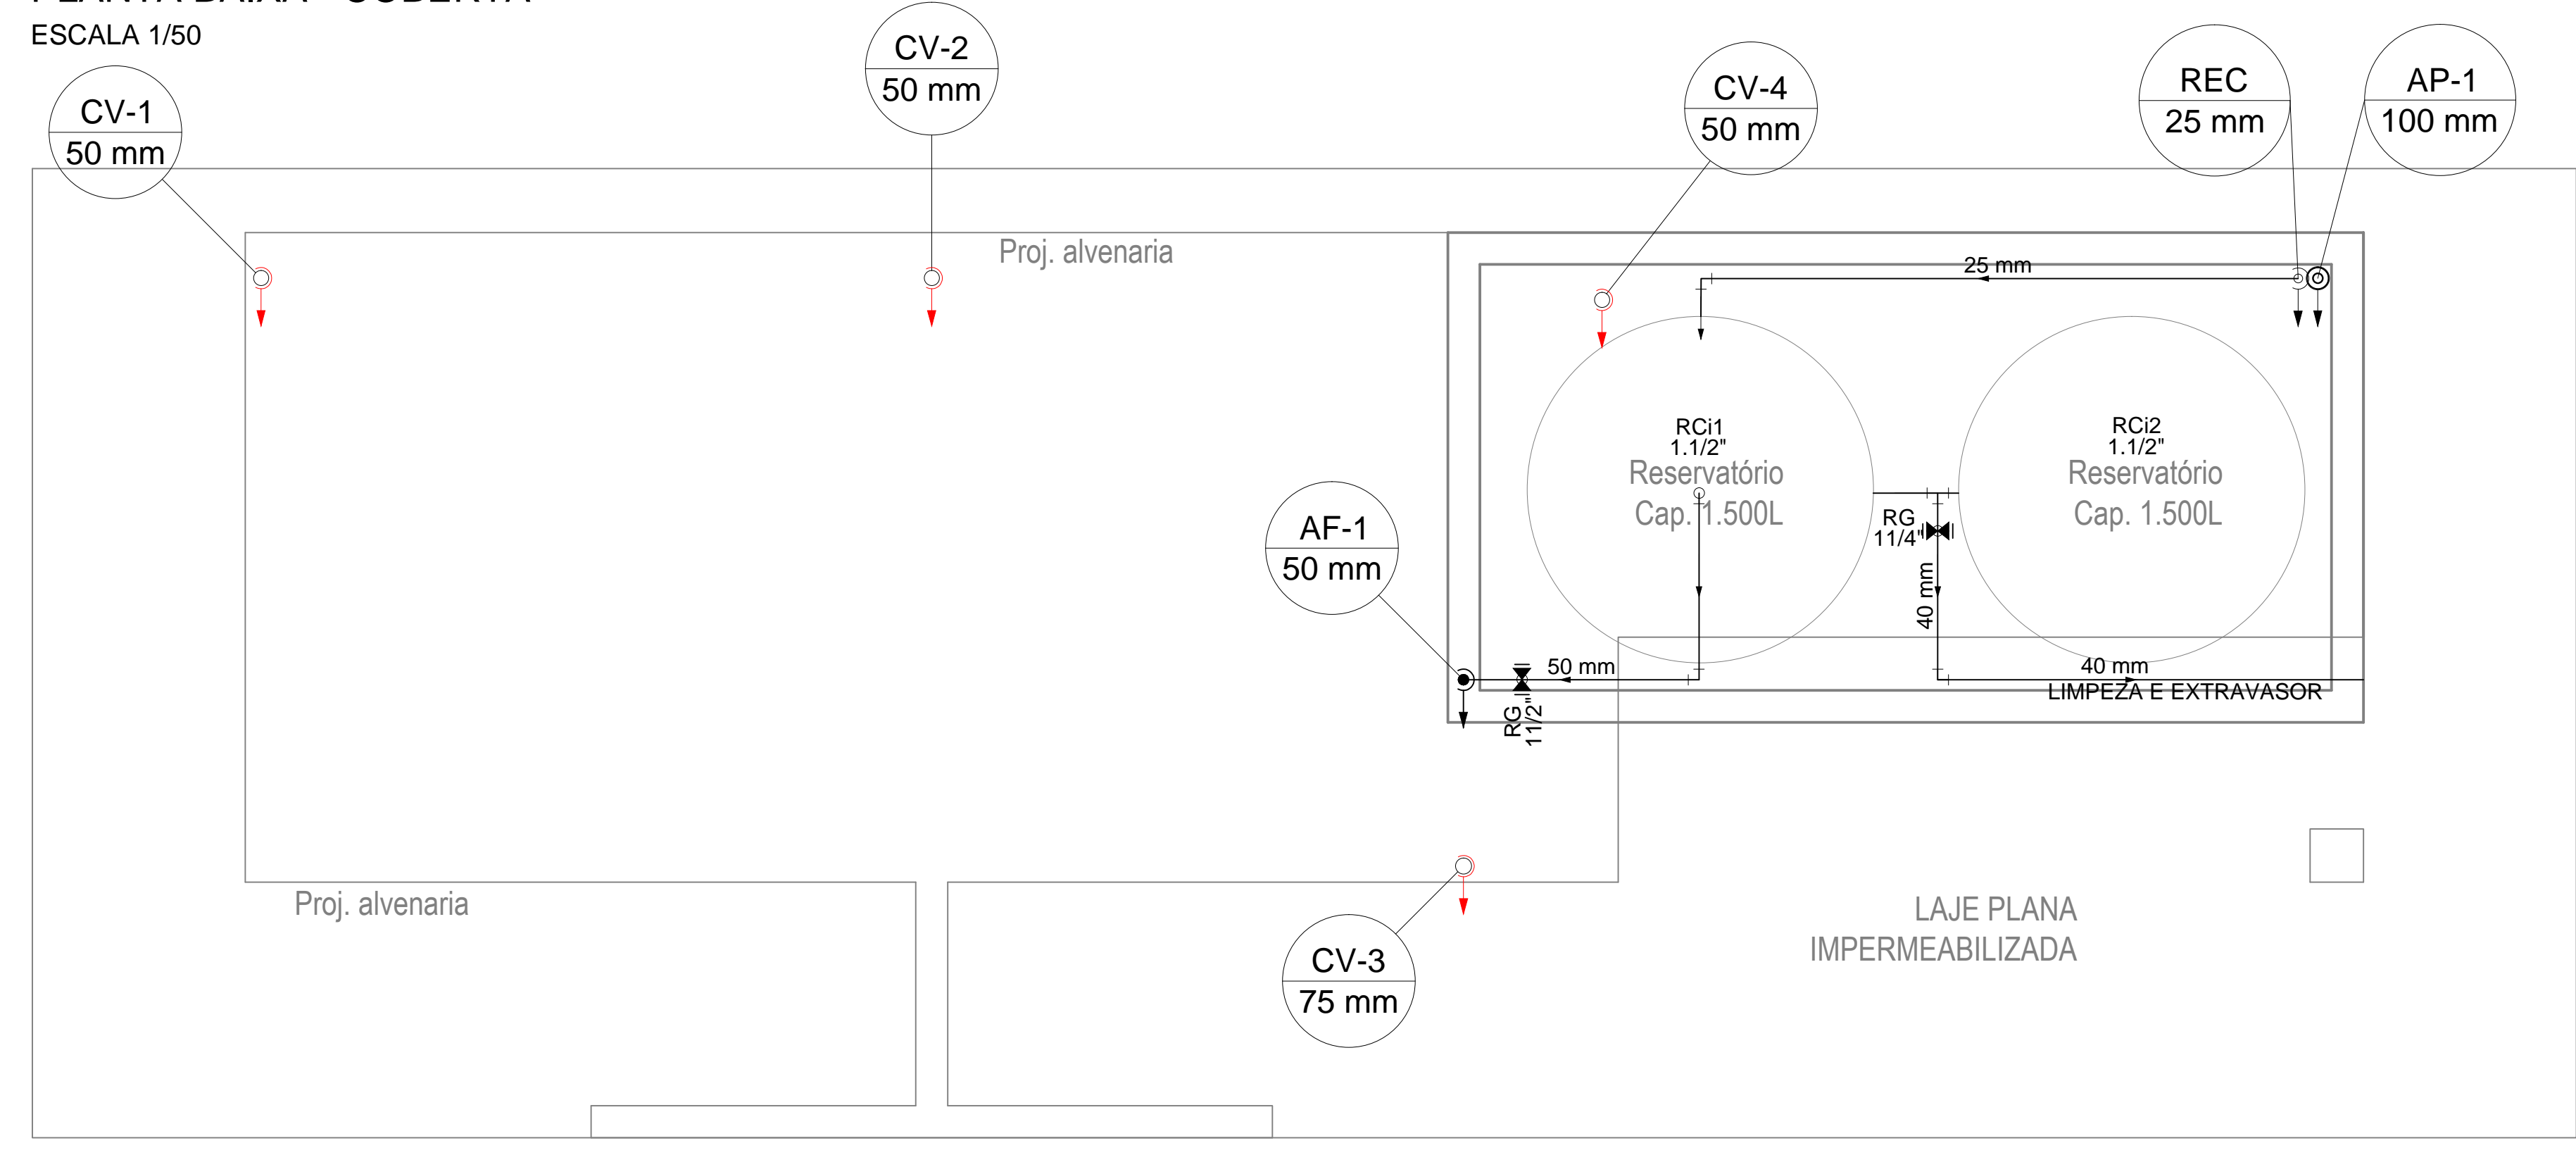 ESCALA 1/50
CV-1
50 mm
CV-2
50 mm
CV-4
50 mm
REC
25 mm
AP-1
100 mm
Proj. alvenaria
25 mm
RCi1
1.1/2"
Reservatório
Cap. 1.500L
RCi2
1.1/2"
Reservatório
Cap. 1.500L
RG
11/4"
40 mm
AF-1
50 mm
50 mm
RG
11/2"
40 mm
LIMPEZA E EXTRAVASOR
Proj. alvenaria
CV-3
75 mm
LAJE PLANA
IMPERMEABILIZADA